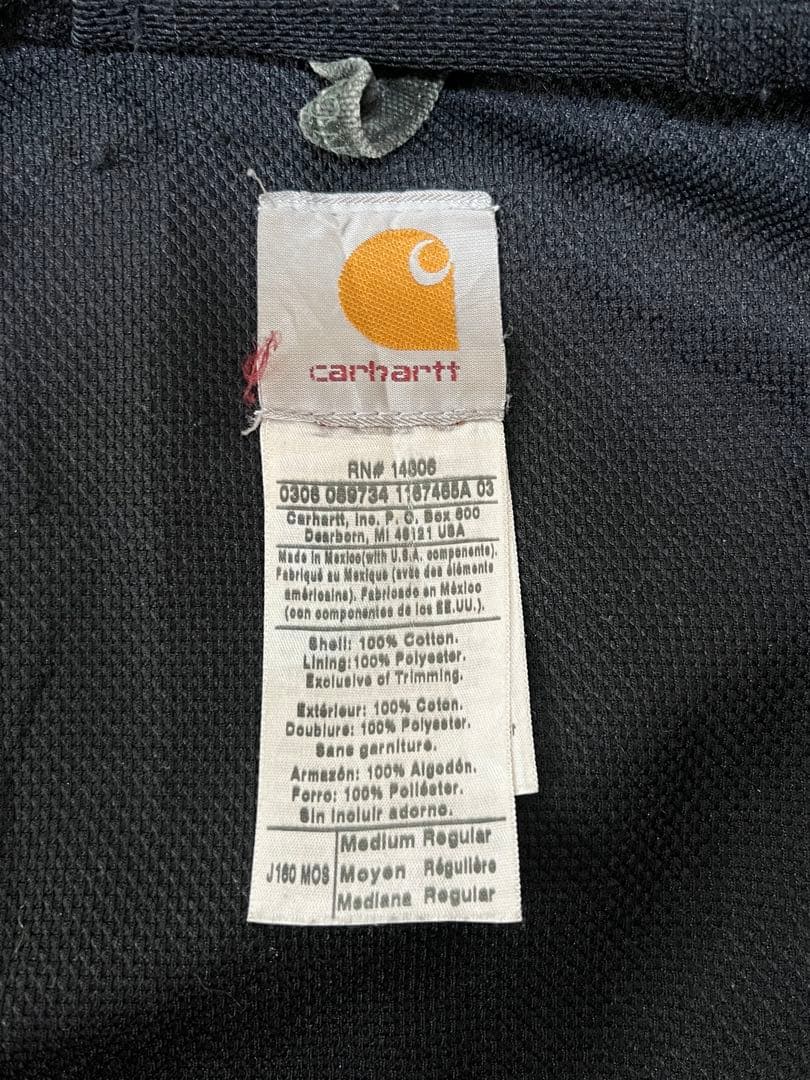 carhartt
RN# 14806
0306 089734 1167465A 03
Carhartt, Inc. P. O. Box 600
Dearborn, MI 48121 USA
Made in Mexico(with U.S.A. components).
Fabriqué au Mexique (avec des éléments
américains). Fabricado en México
(con componentes de los EE.UU.).
Shell: 100% Cotton.
Lining:100% Polyester.
Exclusive of Trimming.
Extérieur: 100% Coton.
Doublure: 100% Polyester.
Sans garniture.
Armazón: 100% Algodón.
Forro: 100% Poliéster.
Sin incluir adorno.
J160 MOS
Medium Regular
Moyen Régulière
Mediana Regular